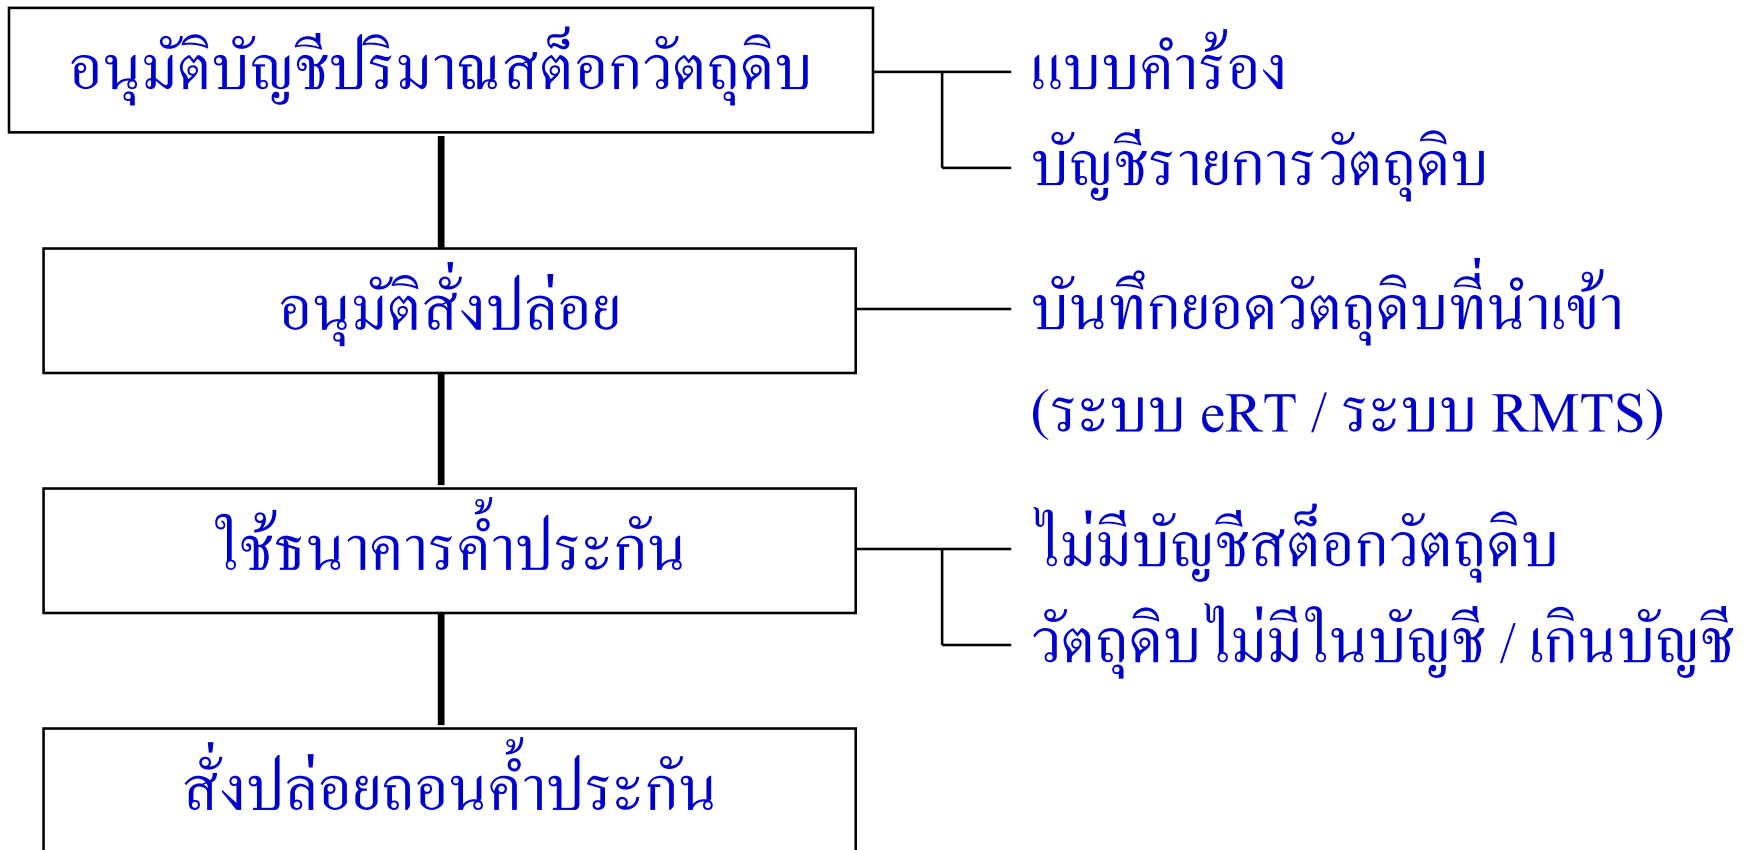 อนุมัติบัญชีปริมาณสต็อกวัตถุดิบ
แบบคำร้อง
บัญชีรายการวัตถุดิบ
อนุมัติสั่งปล่อย
บันทึกยอดวัตถุดิบที่นำเข้า
(ระบบ eRT / ระบบ RMTS)
ใช้ธนาคารค้ำประกัน
ไม่มีบัญชีสต็อกวัตถุดิบ
วัตถุดิบไม่มีในบัญชี / เกินบัญชี
สั่งปล่อยถอนค้ำประกัน